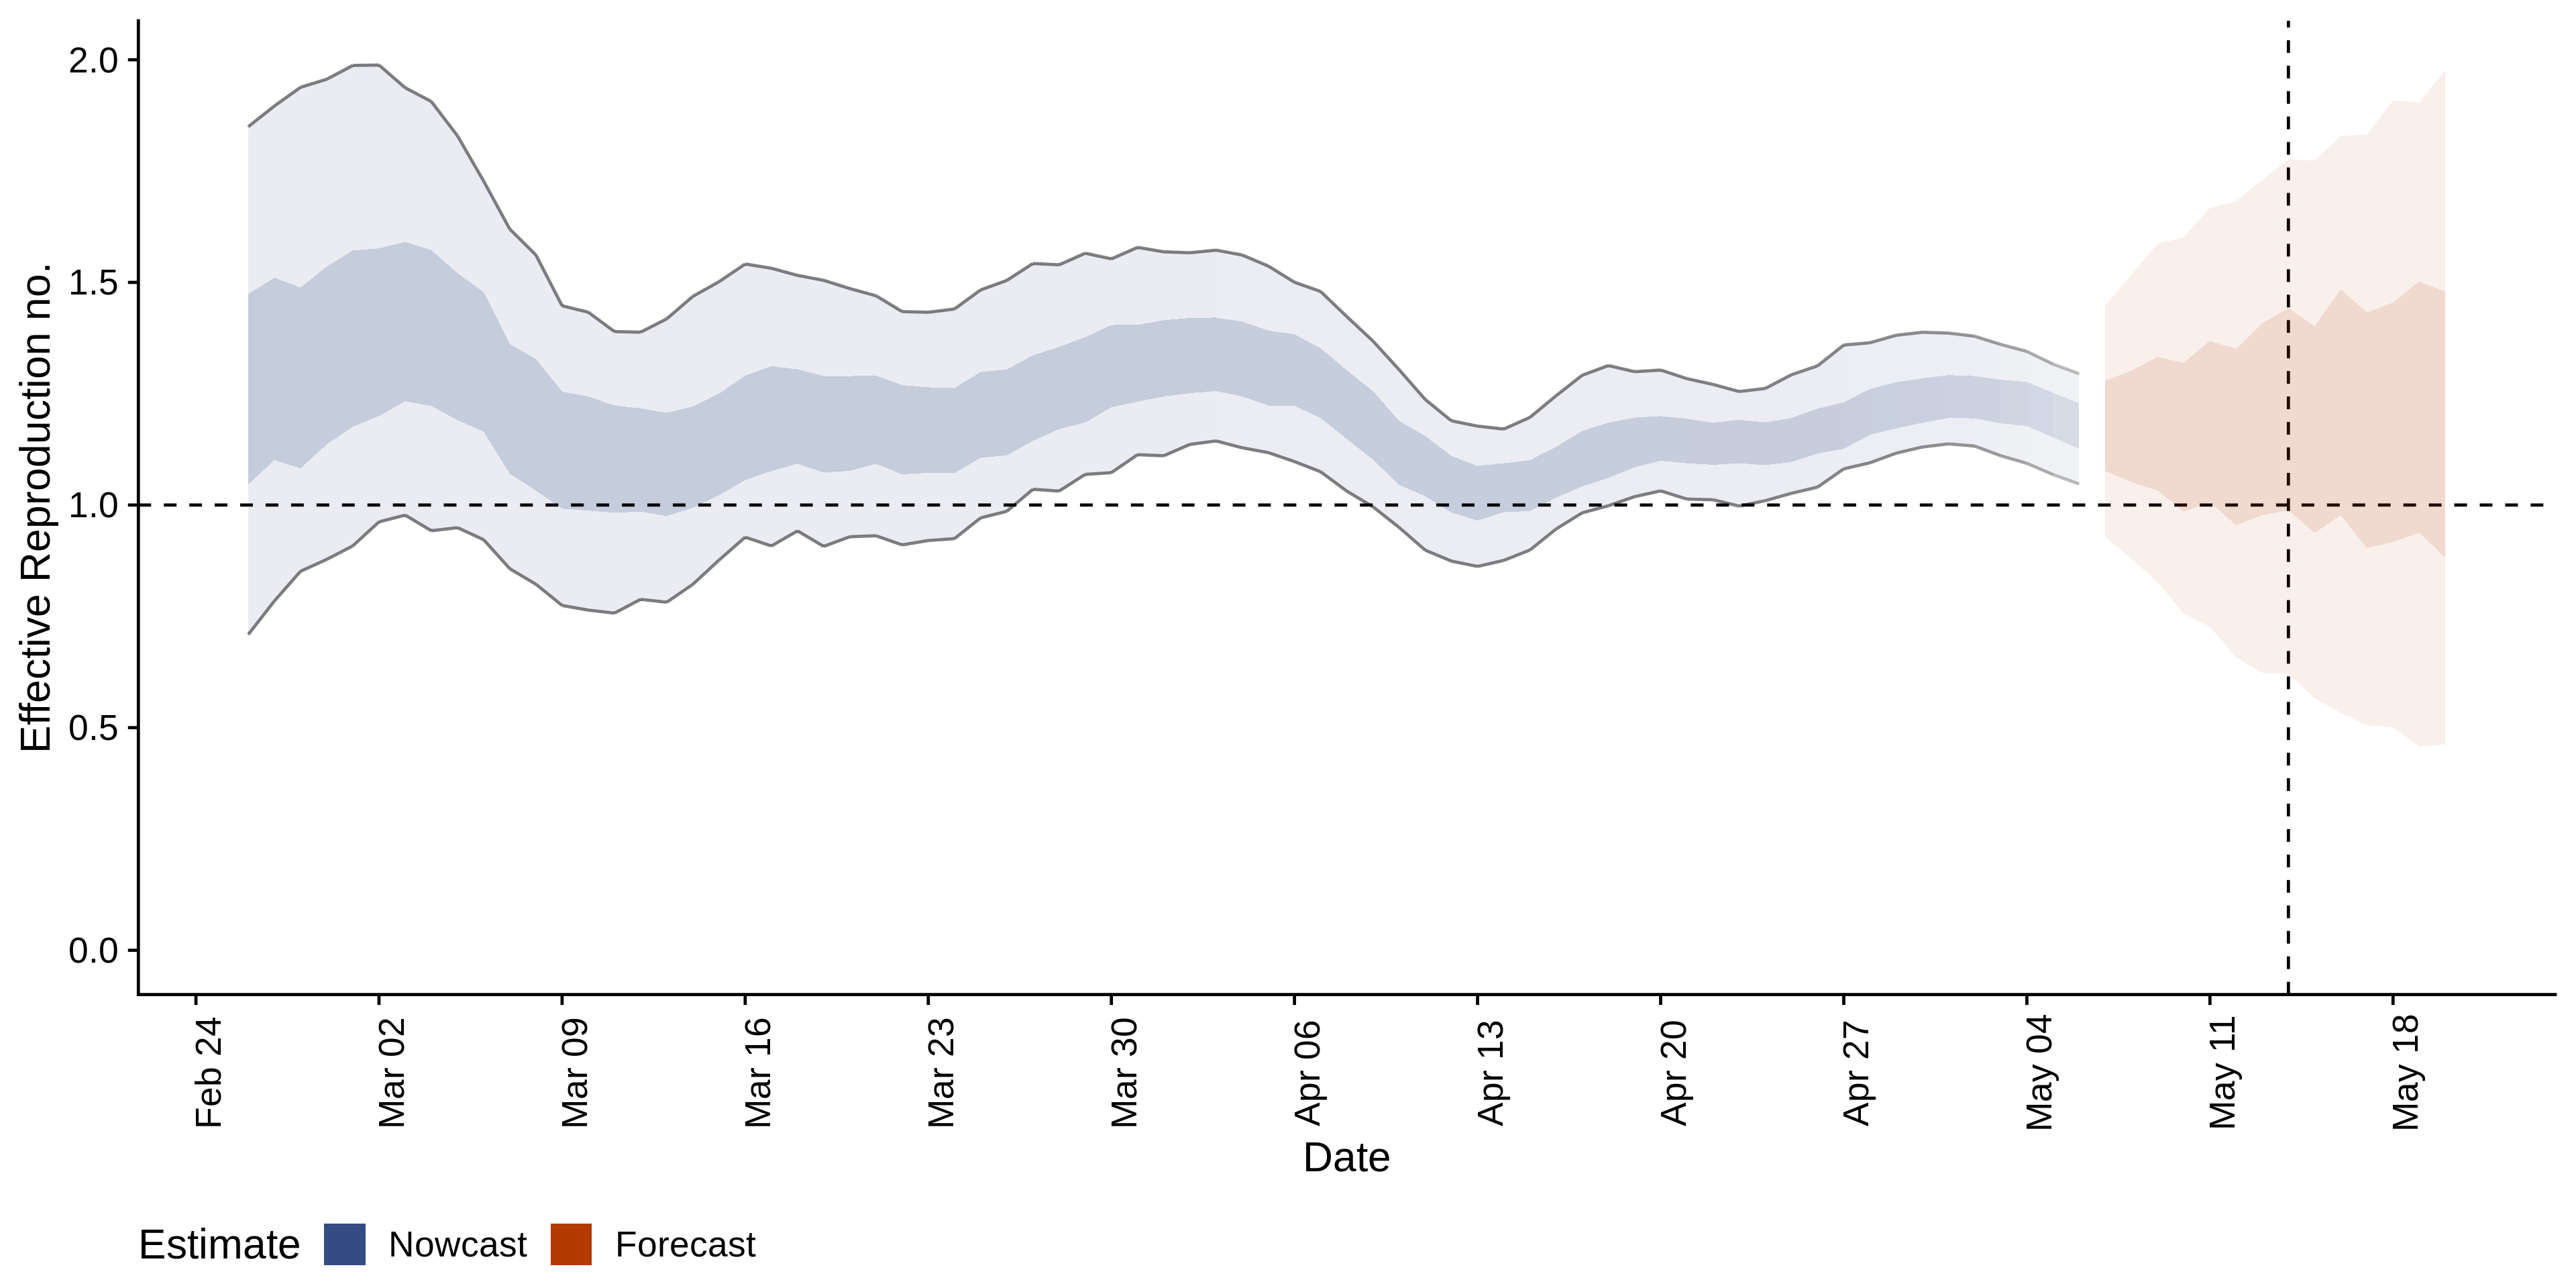 Effective Reproduction no.
2.0
1.5
1.0
0.5
0.0
Feb 24
Mar 02
Mar 09
Mar 16
Mar 23
Mar 30
Apr 06
Apr 13
Apr 20
Apr 27
May 04
May 11
May 18
Date
Estimate Nowcast Forecast